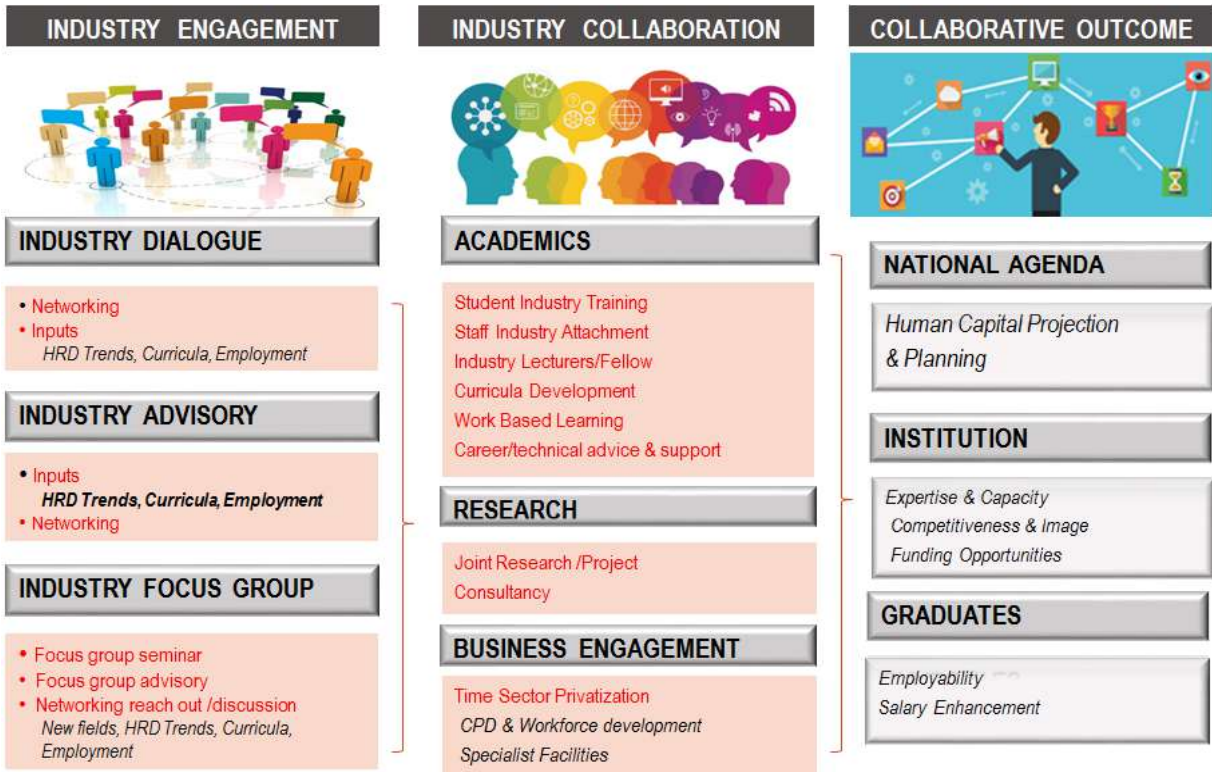 INDUSTRY ENGAGEMENT
INDUSTRY DIALOGUE
• Networking
• Inputs
HRD Trends, Curricula, Employment
INDUSTRY ADVISORY
• Inputs
HRD Trends, Curricula, Employment
• Networking
INDUSTRY FOCUS GROUP
• Focus group seminar
• Focus group advisory
• Networking reach out /discussion
New fields, HRD Trends, Curricula,
Employment
INDUSTRY COLLABORATION
ACADEMICS
Student Industry Training
Staff Industry Attachment
Industry Lecturers/Fellow
Curricula Development
Work Based Learning
Career/technical advice & support
RESEARCH
Joint Research /Project
Consultancy
BUSINESS ENGAGEMENT
Time Sector Privatization
CPD & Workforce development
Specialist Facilities
COLLABORATIVE OUTCOME
NATIONAL AGENDA
Human Capital Projection
& Planning
INSTITUTION
Expertise & Capacity
Competitiveness & Image
Funding Opportunities
GRADUATES
Employability
Salary Enhancement